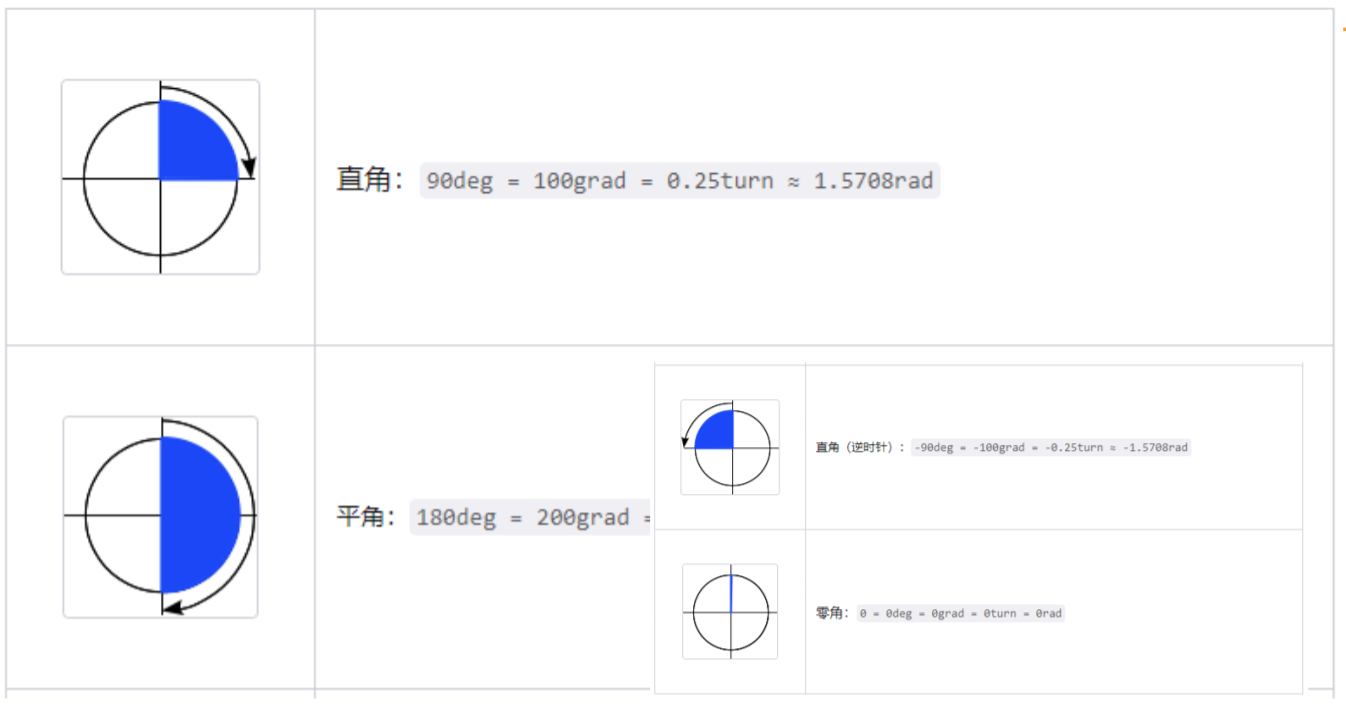 直角： 90deg = 100grad = 0.25turn ≈ 1.5708rad
平角： 180deg = 200grad =
直角（逆时针）： -90deg = -100grad = -0.25turn ≈ -1.5708rad
零角： 0 = 0deg = 0grad = 0turn = 0rad